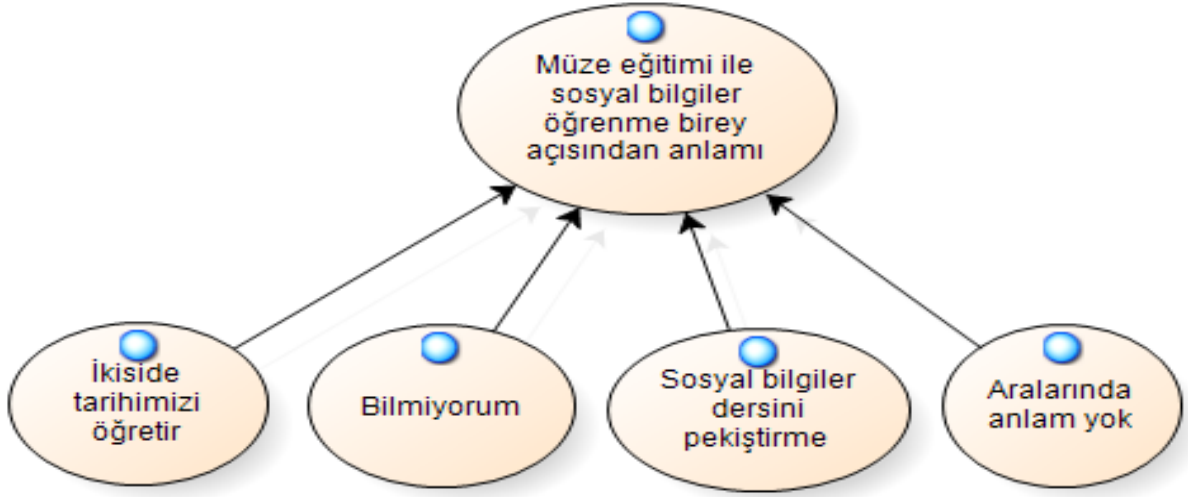 Müze eğitimi ile
sosyal bilgiler
öğrenme birey
açısından anlamı
İkiside
tarihimizi
öğretir
Bilmiyorum
Sosyal bilgiler
dersini
pekiştirme
Aralarında
anlam yok